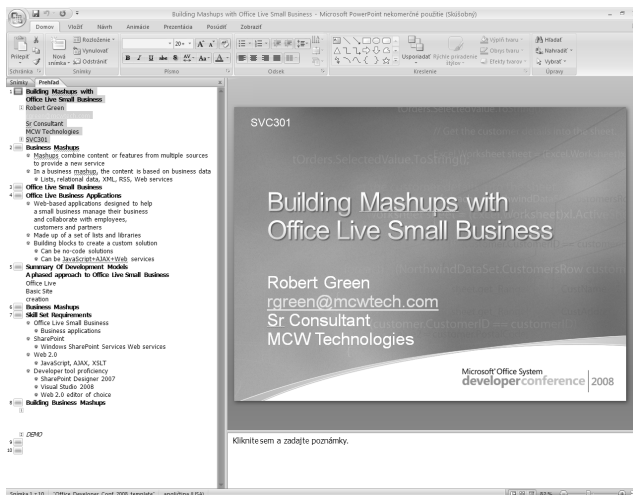 Building Mashups with Office Live Small Business - Microsoft PowerPoint nekomerčné použitie (Skúšobný)
Domov Vložiť Návrh Animácie Prezentácia Posúdiť Zobraziť
Prilepiť
Nová snímka
Rozloženie
Vynulovať
Odstrániť
20
Usporiadať
Rýchle priradenie štýlov
Výplň tvaru
Obrys tvaru
Efekty tvarov
Hľadať
Nahradiť
Vybrať
Schránka Snímky Písmo Odsek Kreslenie Úpravy
Snímky Prehľad
1 Building Mashups with
Office Live Small Business
Robert Green
Sr Consultant
MCW Technologies
SVC301
2 Business Mashups
Mashups combine content or features from multiple sources
to provide a new service
In a business mashup, the content is based on business data
Lists, relational data, XML, RSS, Web services
3 Office Live Small Business
4 Office Live Business Applications
Web-based applications designed to help
a small business manage their business
and collaborate with employees,
customers and partners
Made up of a set of lists and libraries
Building blocks to create a custom solution
Can be no-code solutions
Can be JavaScript+AJAX+Web services
5 Summary Of Development Models
A phased approach to Office Live Small Business
Office Live
Basic Site
creation
6 Business Mashups
7 Skill Set Requirements
Office Live Small Business
Business applications
SharePoint
Windows SharePoint Services Web services
Web 2.0
JavaScript, AJAX, XSLT
Developer tool proficiency
SharePoint Designer 2007
Visual Studio 2008
Web 2.0 editor of choice
8 Building Business Mashups
DEMO
9
10
SVC301
Building Mashups with
Office Live Small Business
Robert Green
rgreen@mcwtech.com
Sr Consultant
MCW Technologies
Microsoft Office System
developerconference 2008
Kliknite sem a zadajte poznámky.